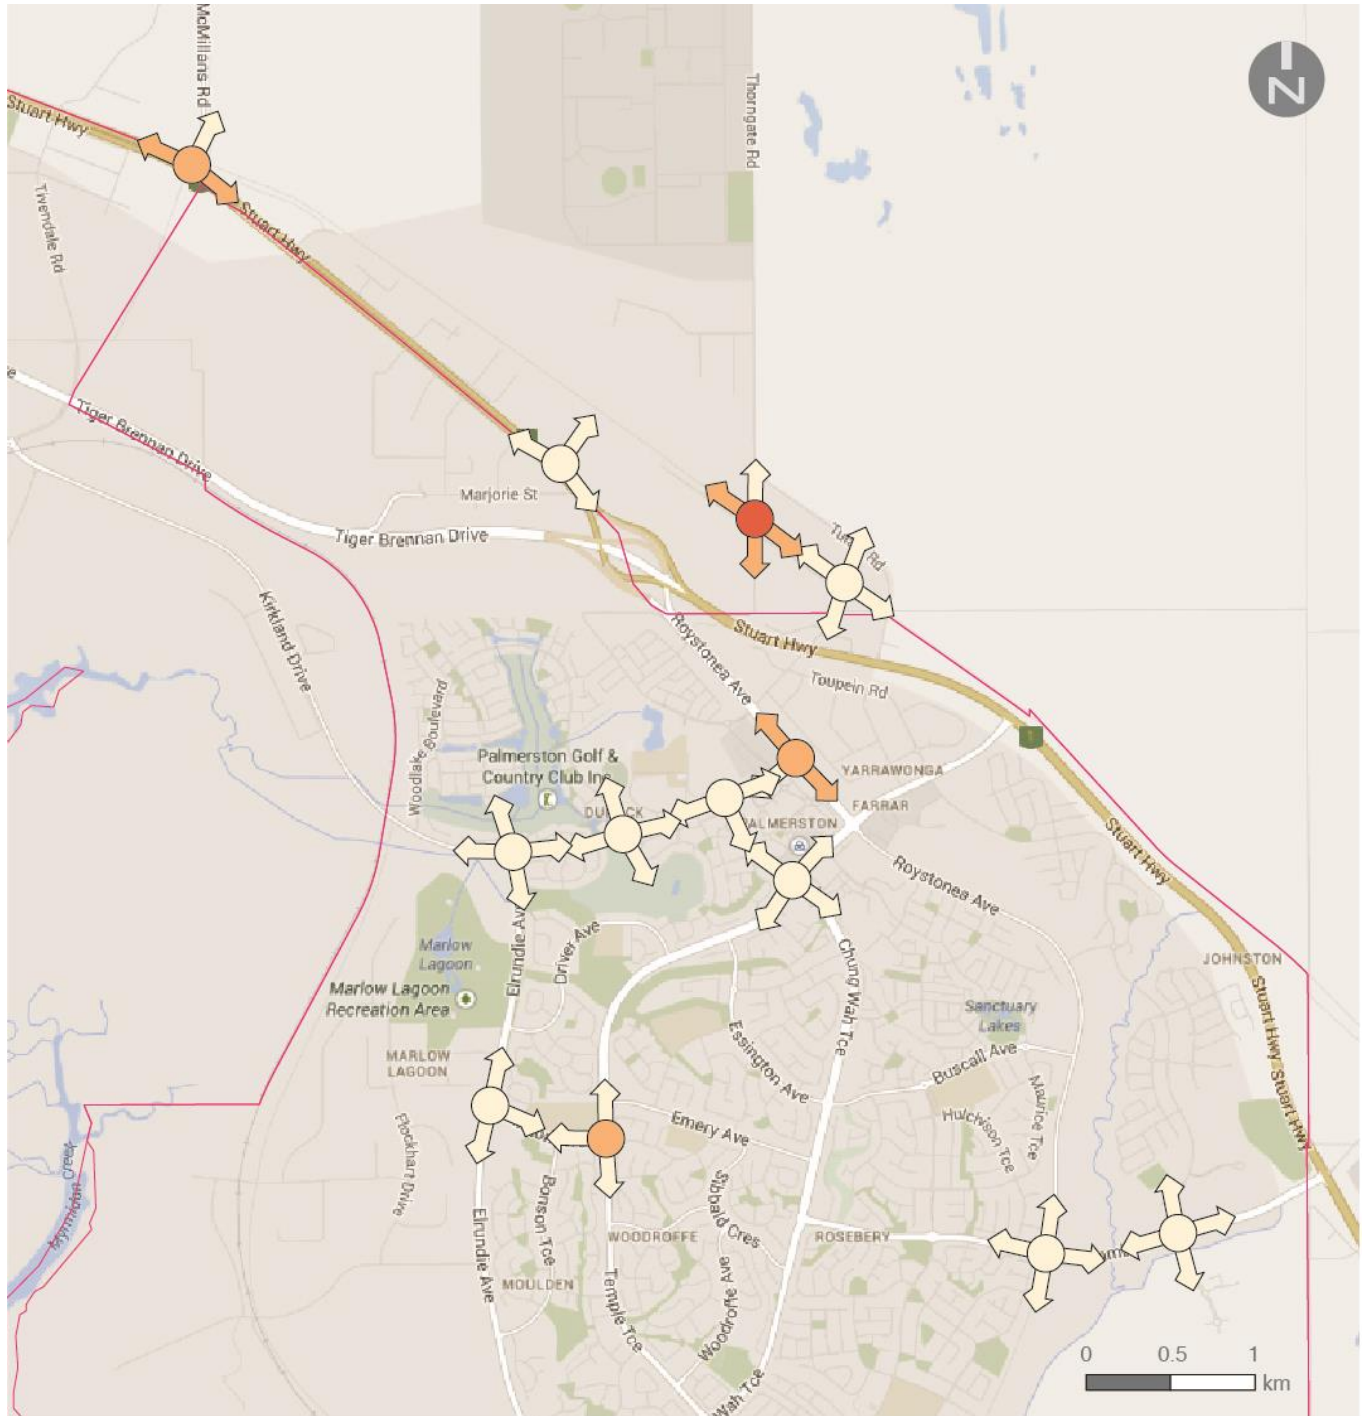 McMillans Rd
Stuart Hwy
Thorngate Rd
N
Tivendale Rd
Stuart Hwy
Tiger Brennan Drive
Marjorie St
Tiger Brennan Drive
Kirkland Drive
Roystonea Ave
Stuart Hwy
Toupein Rd
Woodlake Boulevard
Palmerston Golf &
Country Club Inc
YARRAWONGA
FARRAR
1
Stuart Hwy
Roystonea Ave
Marlow
Lagoon
Marlow Lagoon
Recreation Area
Elrundie Ave
Driver Ave
Chung Wah Tce
JOHNSTON
Sanctuary
Lakes
Stuart Hwy
Stuart Hwy
MARLOW
LAGOON
Essington Ave
Buscall Ave
Maurice Tce
Hutchison Tce
Emery Ave
Flockhart Drive
Bonson Tce
Sibbald Cres
Myrmidon Creek
Elrundie Ave
WOODROFFE
ROSEBERY
MOULDEN
Temple Tce
Woodroffe Ave
Wah Tce
0 0.5 1
km